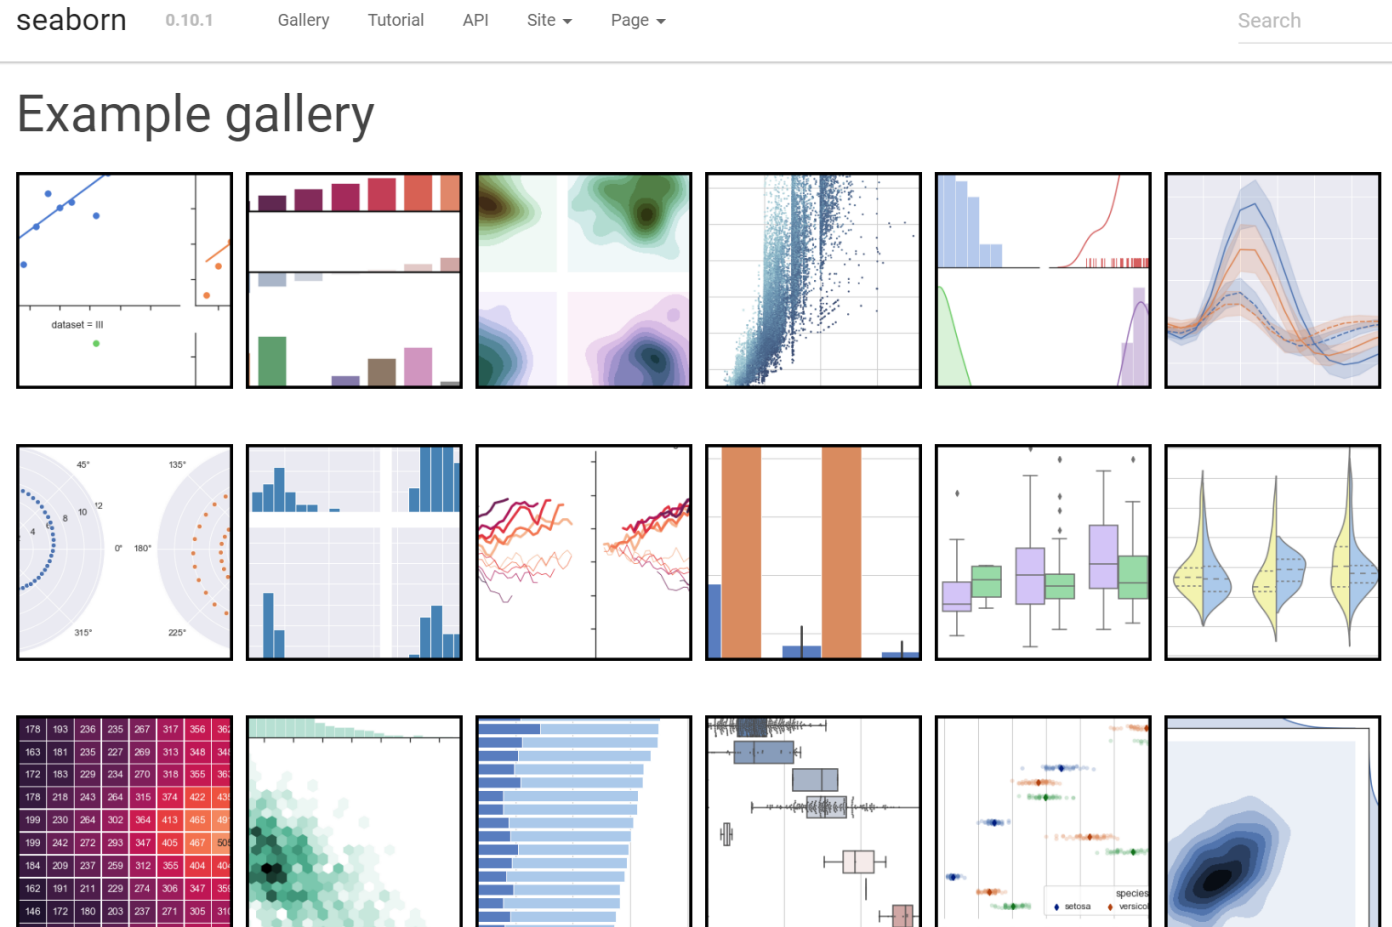 seaborn 0.10.1 Gallery Tutorial API Site Page Search
Example gallery
dataset = III
45° 135°
12
10
8
6
4
0° 180°
315° 225°
178 193 236 235 267 317 356
163 181 235 227 269 313 348
172 183 229 234 270 318 355
178 218 243 264 315 374 422
199 230 264 302 364 413 465
199 242 272 293 347 405 467
184 209 237 259 312 355 404
162 191 211 229 274 306 347
146 172 180 203 237 271 305
species
setosa versicol